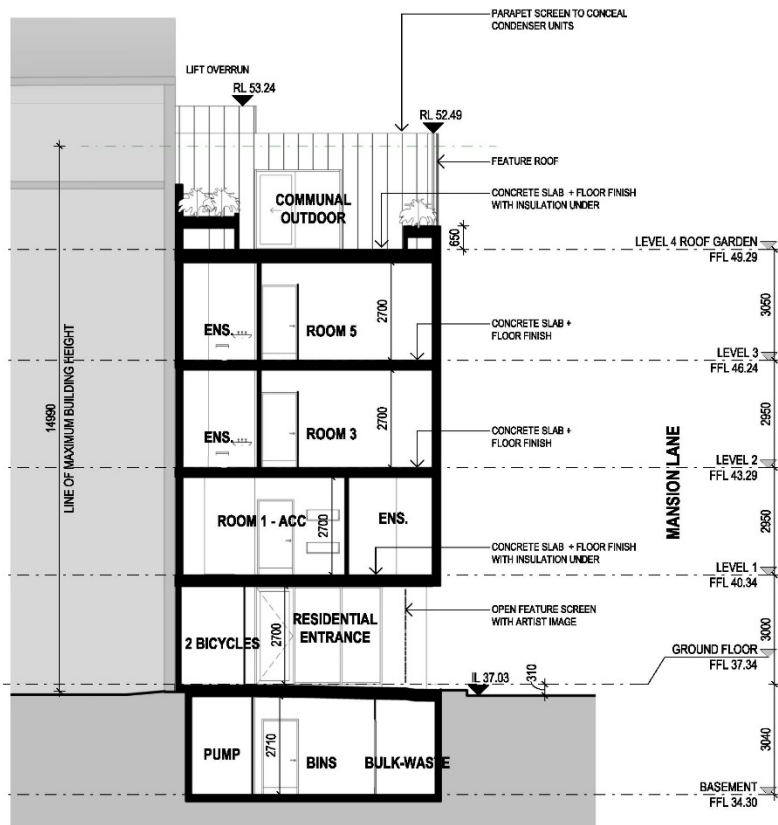 PARAPET SCREEN TO CONCEAL
CONDENSER UNITS
LIFT OVERRUN
RL 53.24
RL 52.49
FEATURE ROOF
COMMUNAL
OUTDOOR
CONCRETE SLAB + FLOOR FINISH
WITH INSULATION UNDER
650
LEVEL 4 ROOF GARDEN
FFL 49.29
3050
ENS.
ROOM 5
2700
CONCRETE SLAB +
FLOOR FINISH
LEVEL 3
FFL 46.24
14990
LINE OF MAXIMUM BUILDING HEIGHT
2950
ENS.
ROOM 3
2700
CONCRETE SLAB +
FLOOR FINISH
MANSION LANE
LEVEL 2
FFL 43.29
2950
ROOM 1 - ACC
2700
ENS.
CONCRETE SLAB + FLOOR FINISH
WITH INSULATION UNDER
LEVEL 1
FFL 40.34
3000
2 BICYCLES
2700
RESIDENTIAL
ENTRANCE
OPEN FEATURE SCREEN
WITH ARTIST IMAGE
GROUND FLOOR
FFL 37.34
IL 37.03
310
3040
PUMP
2710
BINS
BULK-WASTE
BASEMENT
FFL 34.30